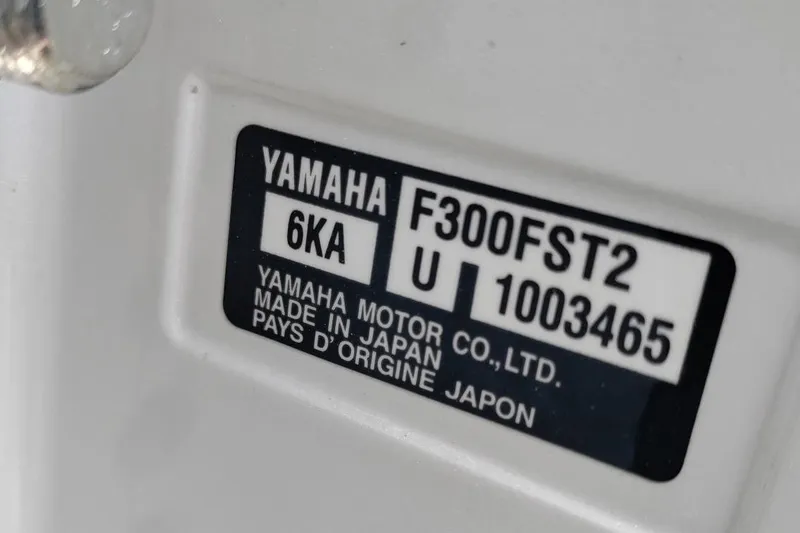 YAMAHA F300FST2
6KA U 1003465
YAMAHA MOTOR CO.,LTD.
MADE IN JAPAN
PAYS D'ORIGINE JAPON